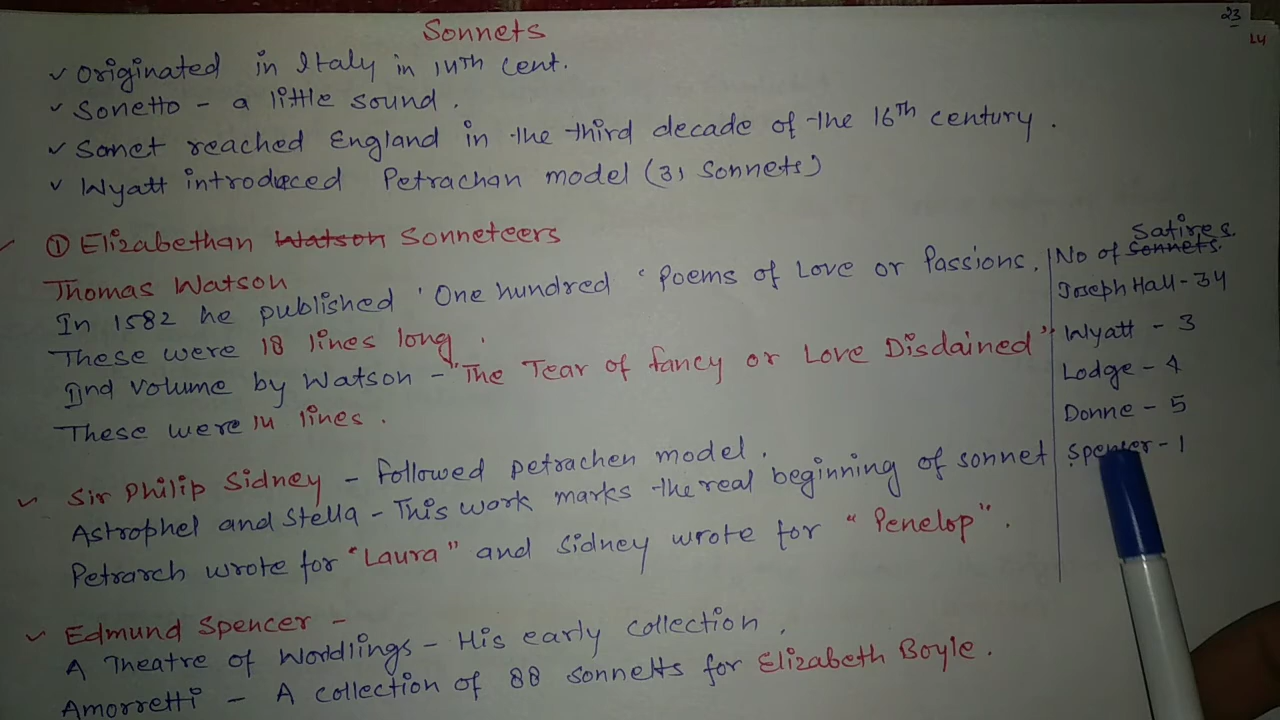 23
14
Sonnets
✓ Originated in Italy in 14Th cent.
✓ Sonetto - a little sound.
✓ Sonnet reached England in the third decade of the 16Th century.
✓ Wyatt introduced Petrachan model (31 Sonnets)
① Elizabethan Watson Sonneteers
Thomas Watson
In 1582 he published 'One hundred 'Poems of Love or Passions.
These were 18 lines long.
IInd volume by Watson - "The Tear of fancy or Love Disdained"
These were 14 lines.
✓ Sir Philip Sidney - followed petrachen model.
Astrophel and Stella - This work marks the real beginning of sonnet
Petrarch wrote for "Laura" and Sidney wrote for "Penelop".
✓ Edmund Spencer -
A Theatre of Worldlings - His early collection.
Amorretti - A collection of 88 sonnetts for Elizabeth Boyle.
Satires
No of sonnets.
Joseph Hall - 34
Wyatt - 3
Lodge - 4
Donne - 5
Spenser - 1